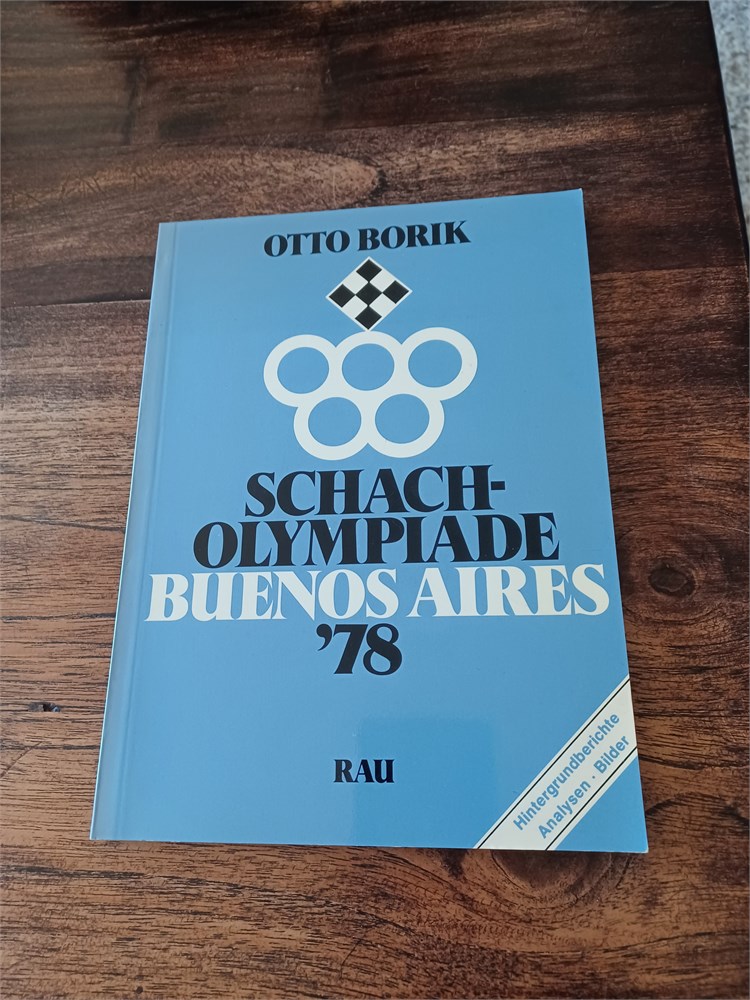 OTTO BORIK
SCHACH-
OLYMPIADE
BUENOS AIRES
’78
RAU
Hintergrundberichte
Analysen · Bilder